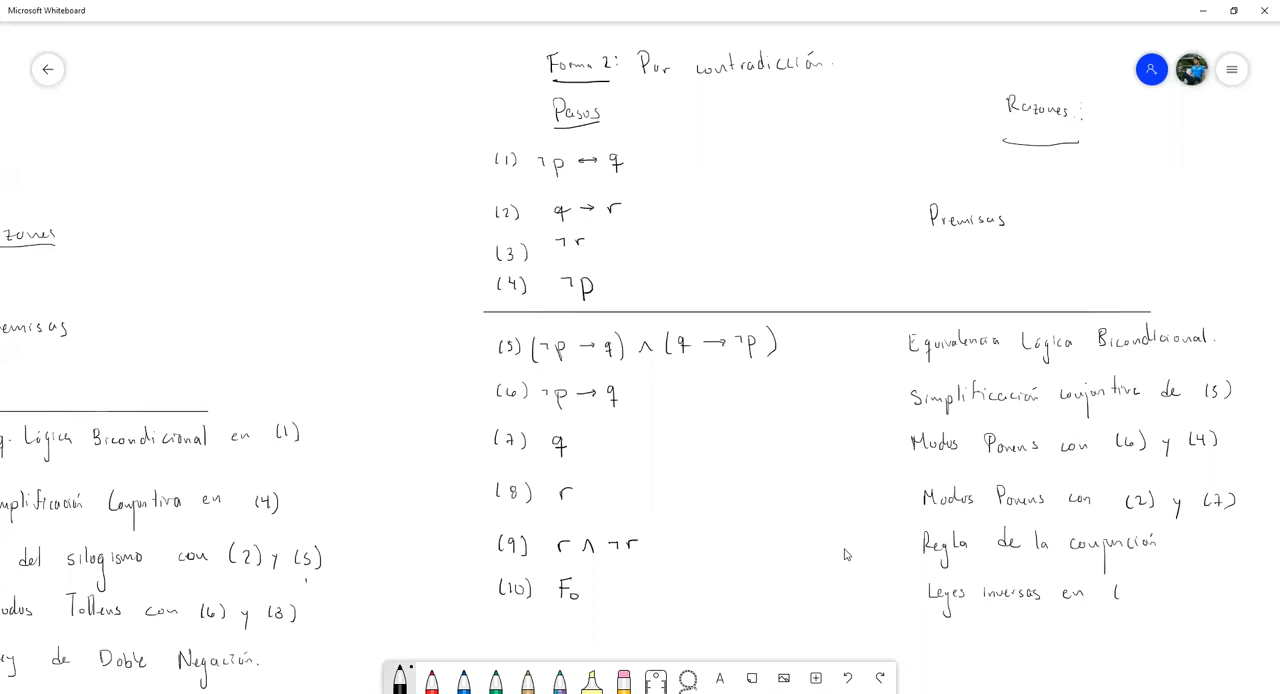 Microsoft Whiteboard
Forma 2: Por contradicción.
Pasos
Razones:
(1) ¬p ↔ q
(2) q → r
Premisas
(3) ¬r
(4) ¬p
(5) (¬p → q) ∧ (q → ¬p)
Equivalencia Lógica Bicondicional.
(6) ¬p → q
Simplificación conjuntiva de (5)
(7) q
Modus Ponens con (6) y (4)
(8) r
Modus Ponens con (2) y (7)
(9) r ∧ ¬r
Regla de la conjunción
(10) F₀
Leyes inversas en (
zones
emisas
q. Lógica Bicondicional en (1)
mplificación Conjuntiva en (4)
del silogismo con (2) y (5)
odus Tollens con (6) y (3)
ey de Doble Negación.
A